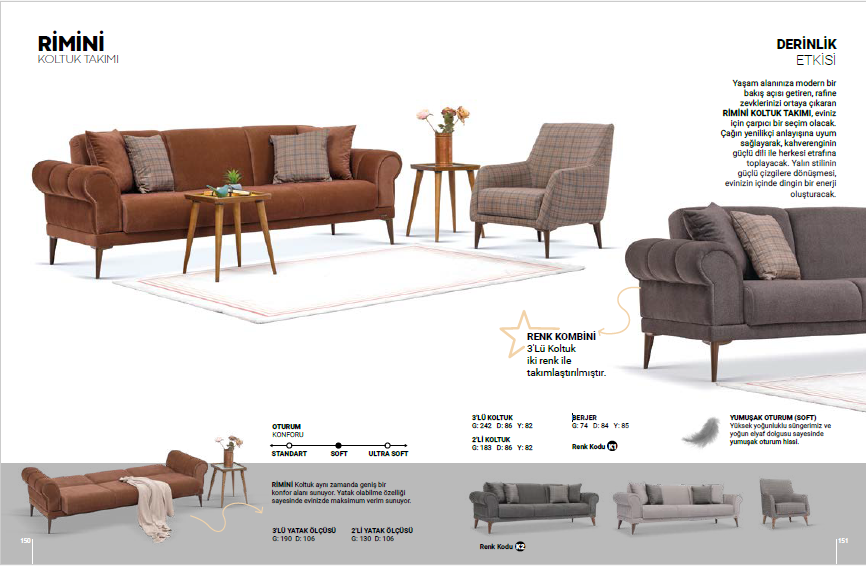 RİMİNİ
KOLTUK TAKIMI
DERİNLİK
ETKİSİ
Yaşam alanınıza modern bir
bakış açısı getiren, rafine
zevklerinizi ortaya çıkaran
RİMİNİ KOLTUK TAKIMI, eviniz
için çarpıcı bir seçim olacak.
Çağın yenilikçi anlayışına uyum
sağlayarak, kahverenginin
güçlü dili ile herkesi etrafına
toplayacak. Yalın stilinin
güçlü çizgilere dönüşmesi,
evinizin içinde dingin bir enerji
oluşturacak.
RENK KOMBİNİ
3'Lü Koltuk
iki renk ile
takımlaştırılmıştır.
OTURUM
KONFORU
STANDART SOFT ULTRA SOFT
3'LÜ KOLTUK
G: 242 D: 86 Y: 82
2'Lİ KOLTUK
G: 183 D: 86 Y: 82
BERJER
G: 74 D: 84 Y: 85
Renk Kodu K1
YUMUŞAK OTURUM (SOFT)
Yüksek yoğunluklu süngerimiz ve
yoğun elyaf dolgusu sayesinde
yumuşak oturum hissi.
RİMİNİ Koltuk aynı zamanda geniş bir
konfor alanı sunuyor. Yatak olabilme özelliği
sayesinde evinizde maksimum verim sunuyor.
3'LÜ YATAK ÖLÇÜSÜ
G: 190 D: 106
2'Lİ YATAK ÖLÇÜSÜ
G: 130 D: 106
Renk Kodu K2
150
151